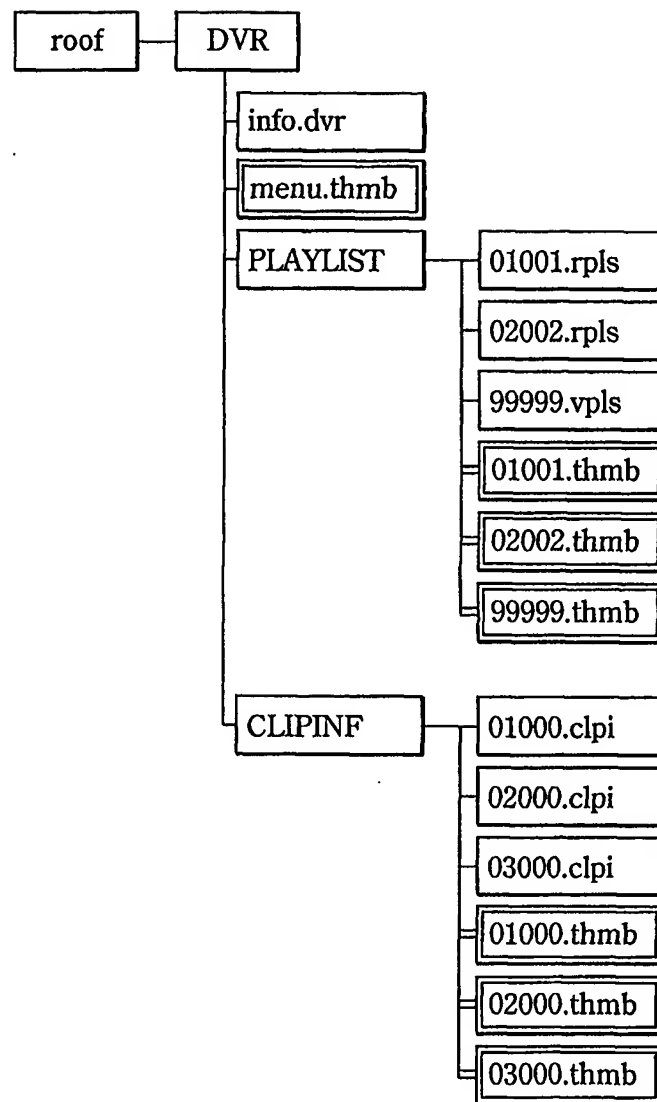 roof
DVR
info.dvr
menu.thmb
PLAYLIST
01001.rpls
02002.rpls
99999.vpls
01001.thmb
02002.thmb
99999.thmb
CLIPINF
01000.clpi
02000.clpi
03000.clpi
01000.thmb
02000.thmb
03000.thmb